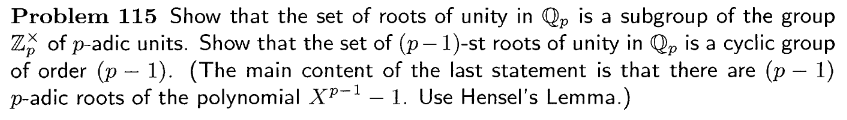 Problem 115 Show that the set of roots of unity in ℚₚ is a subgroup of the group
ℤₚ^× of p-adic units. Show that the set of (p−1)-st roots of unity in ℚₚ is a cyclic group
of order (p − 1). (The main content of the last statement is that there are (p − 1)
p-adic roots of the polynomial X^{p−1} − 1. Use Hensel's Lemma.)